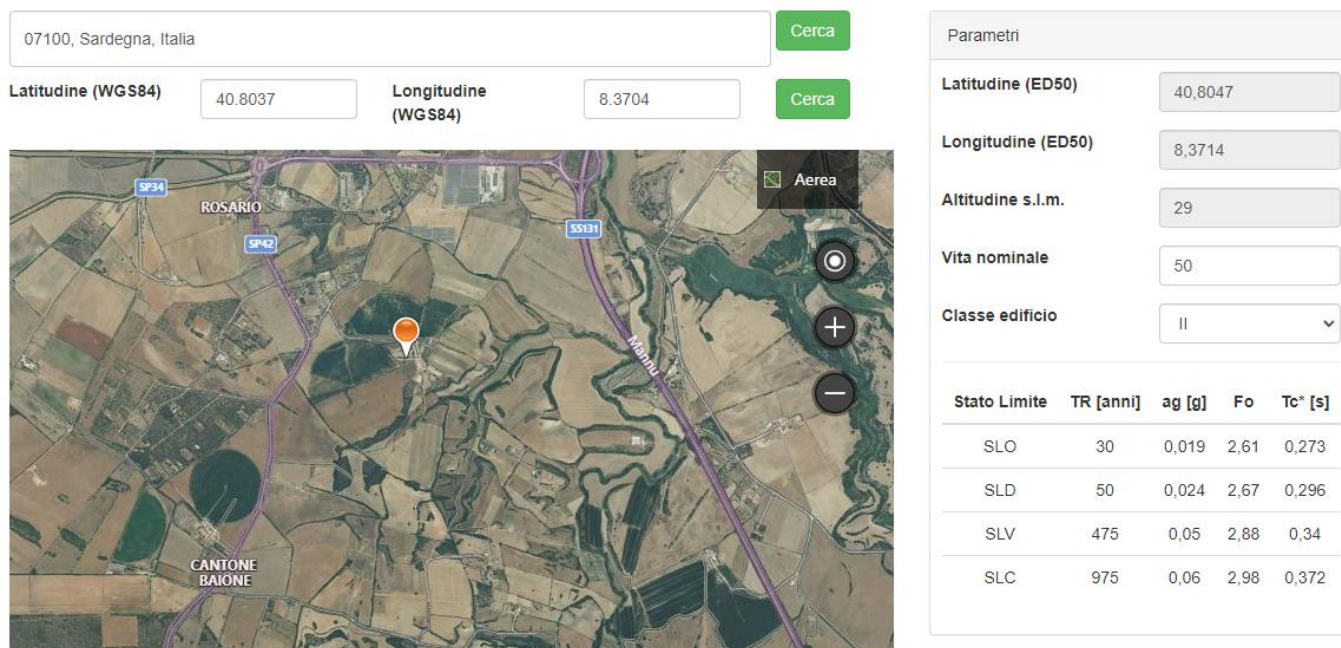 07100, Sardegna, Italia
Cerca
Latitudine (WGS84)
40.8037
Longitudine
(WGS84)
8.3704
Cerca
SP34
ROSARIO
SP42
SS131
Aerea
Mannu
CANTONE
BAIONE
Parametri
Latitudine (ED50)
40,8047
Longitudine (ED50)
8,3714
Altitudine s.l.m.
29
Vita nominale
50
Classe edificio
II
Stato Limite TR [anni] ag [g] Fo Tc* [s]
SLO 30 0,019 2,61 0,273
SLD 50 0,024 2,67 0,296
SLV 475 0,05 2,88 0,34
SLC 975 0,06 2,98 0,372